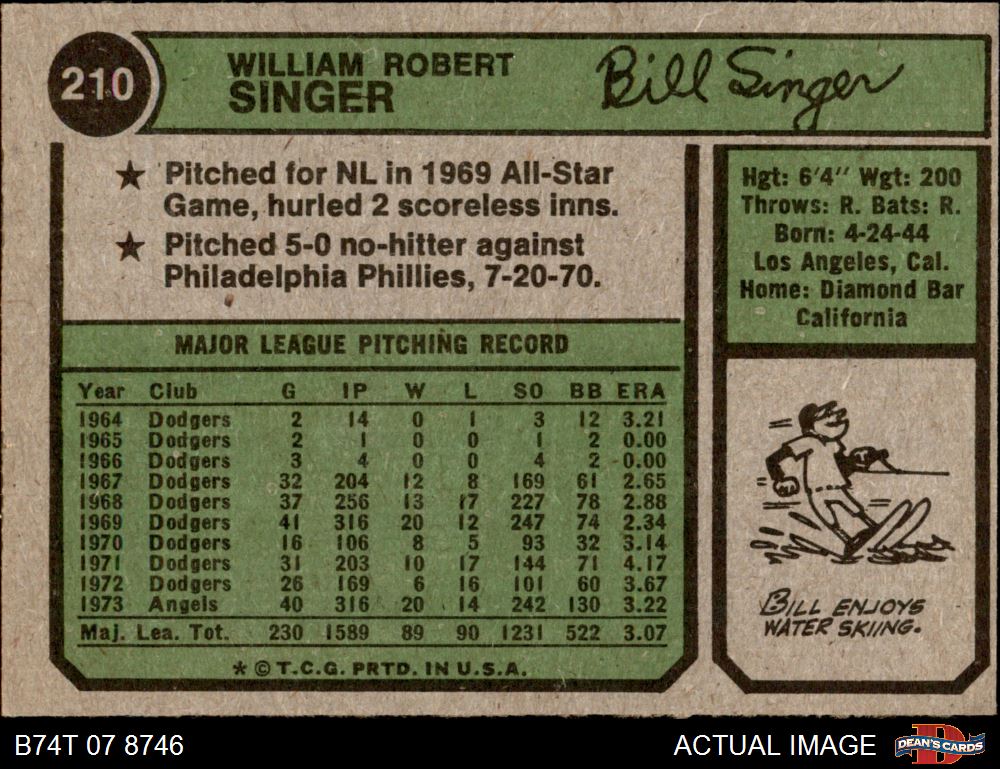 210
WILLIAM ROBERT
SINGER
Bill Singer
★ Pitched for NL in 1969 All-Star
Game, hurled 2 scoreless inns.
★ Pitched 5-0 no-hitter against
Philadelphia Phillies, 7-20-70.
Hgt: 6'4" Wgt: 200
Throws: R. Bats: R.
Born: 4-24-44
Los Angeles, Cal.
Home: Diamond Bar
California
MAJOR LEAGUE PITCHING RECORD
Year Club G IP W L SO BB ERA
1964 Dodgers 2 14 0 1 3 12 3.21
1965 Dodgers 2 1 0 0 1 2 0.00
1966 Dodgers 3 4 0 0 4 2 0.00
1967 Dodgers 32 204 12 8 169 61 2.65
1968 Dodgers 37 256 13 17 227 78 2.88
1969 Dodgers 41 316 20 12 247 74 2.34
1970 Dodgers 16 106 8 5 93 32 3.14
1971 Dodgers 31 203 10 17 144 71 4.17
1972 Dodgers 26 169 6 16 101 60 3.67
1973 Angels 40 316 20 14 242 130 3.22
Maj. Lea. Tot. 230 1589 89 90 1231 522 3.07
* © T.C.G. PRTD. IN U.S.A.
BILL ENJOYS
WATER SKIING.
B74T 07 8746
ACTUAL IMAGE
D
DEAN'S CARDS